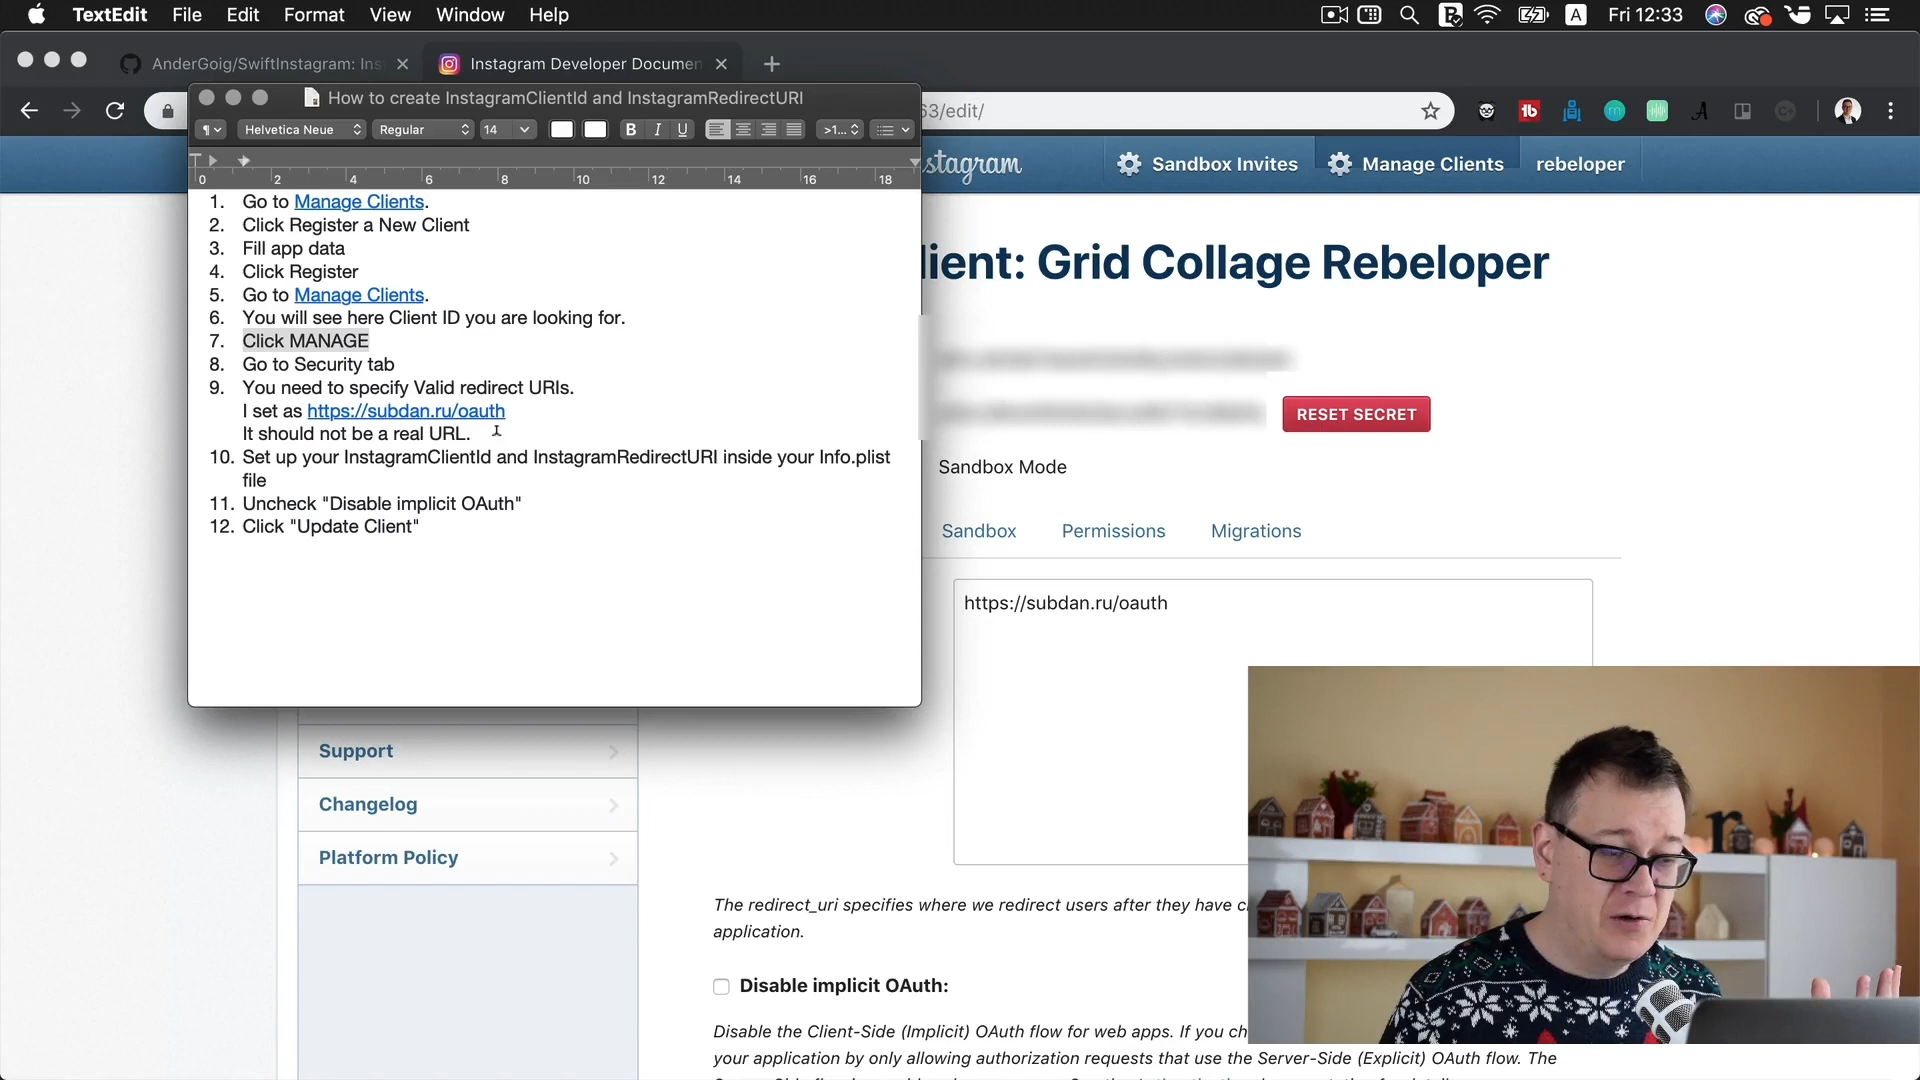 TextEdit File Edit Format View Window Help Fri 12:33
AnderGoig/SwiftInstagram: Ins
Instagram Developer Documen
How to create InstagramClientId and InstagramRedirectURI
63/edit/
Helvetica Neue Regular 14 B I U >1...
0 2 4 6 8 10 12 14 16 18
stagram Sandbox Invites Manage Clients rebeloper
1. Go to Manage Clients.
2. Click Register a New Client
3. Fill app data
4. Click Register
5. Go to Manage Clients.
6. You will see here Client ID you are looking for.
7. Click MANAGE
8. Go to Security tab
9. You need to specify Valid redirect URIs.
I set as https://subdan.ru/oauth
It should not be a real URL.
10. Set up your InstagramClientId and InstagramRedirectURI inside your Info.plist
file
11. Uncheck "Disable implicit OAuth"
12. Click "Update Client"
lient: Grid Collage Rebeloper
RESET SECRET
Sandbox Mode
Sandbox Permissions Migrations
https://subdan.ru/oauth
Support
Changelog
Platform Policy
The redirect_uri specifies where we redirect users after they have c
application.
Disable implicit OAuth:
Disable the Client-Side (Implicit) OAuth flow for web apps. If you ch
your application by only allowing authorization requests that use the Server-Side (Explicit) OAuth flow. The